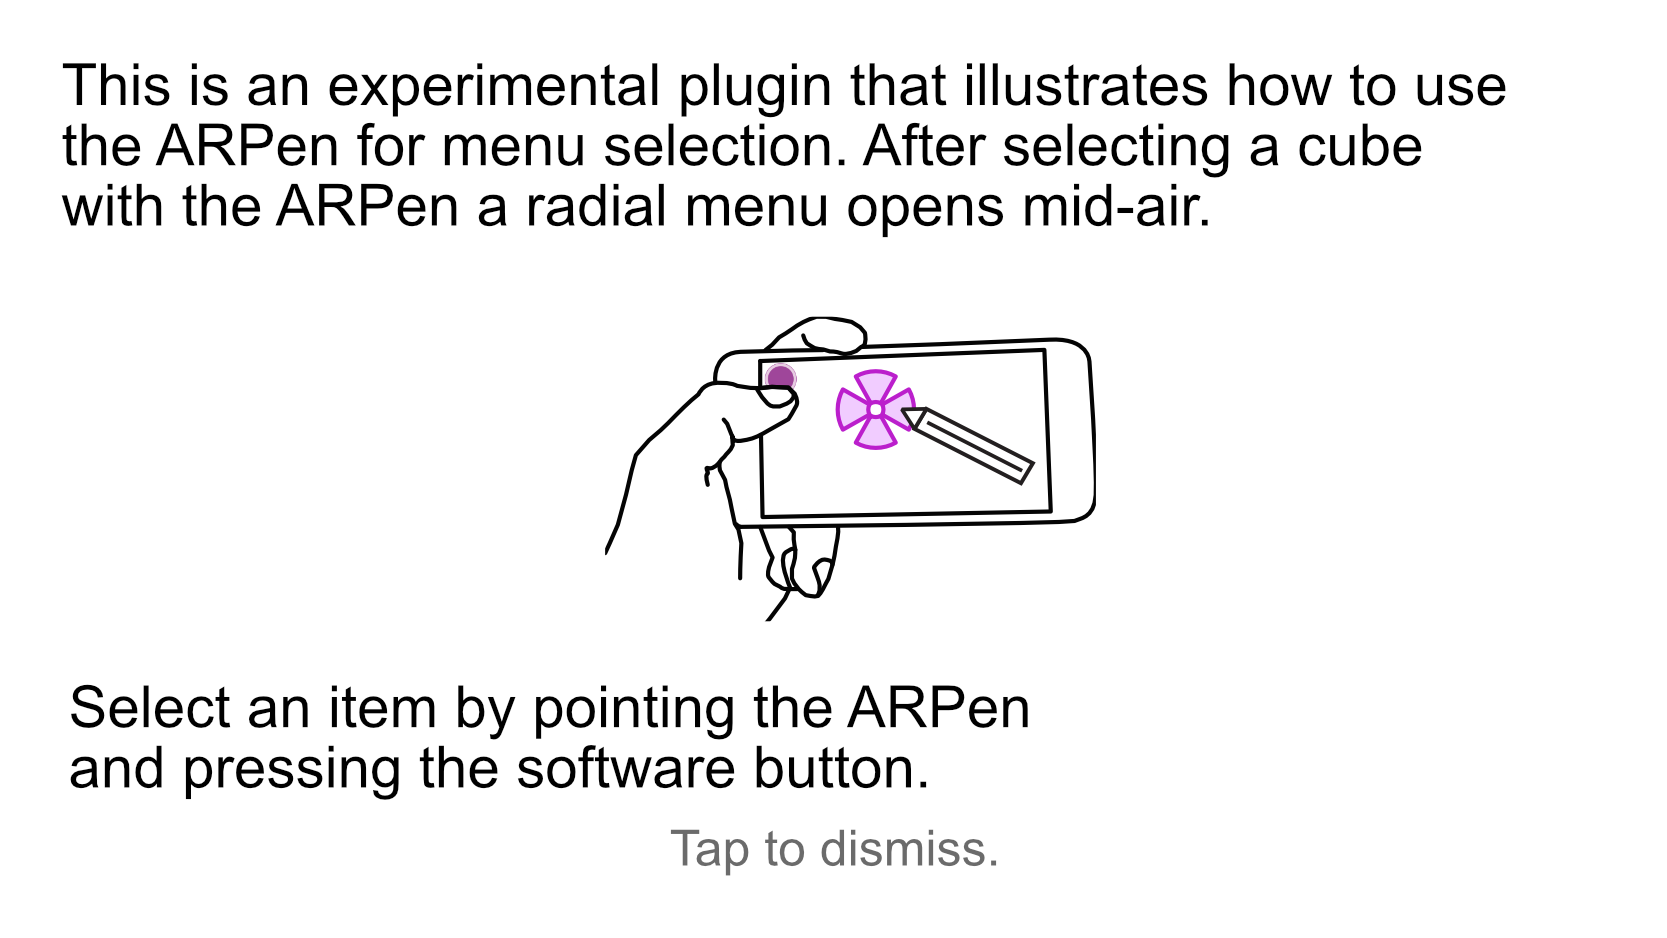 This is an experimental plugin that illustrates how to use
the ARPen for menu selection. After selecting a cube
with the ARPen a radial menu opens mid-air.
Select an item by pointing the ARPen
and pressing the software button.
Tap to dismiss.